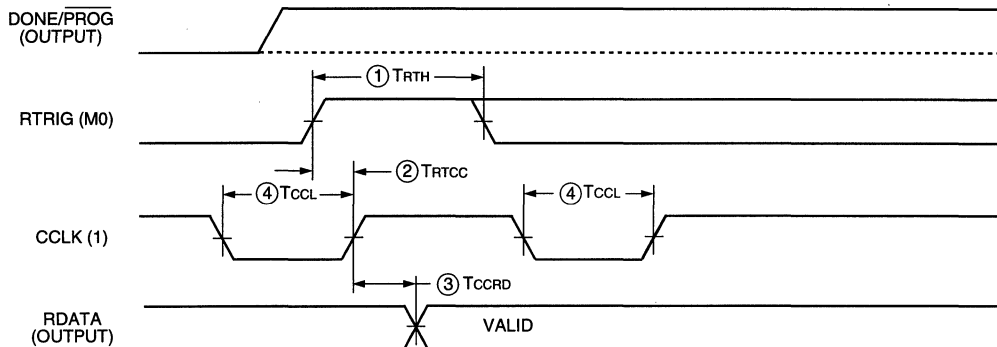 DONE/PROG
(OUTPUT)
① TRTH
RTRIG (M0)
② TRTCC
④ TCCL
④ TCCL
CCLK (1)
③ TCCRD
RDATA
(OUTPUT)
VALID